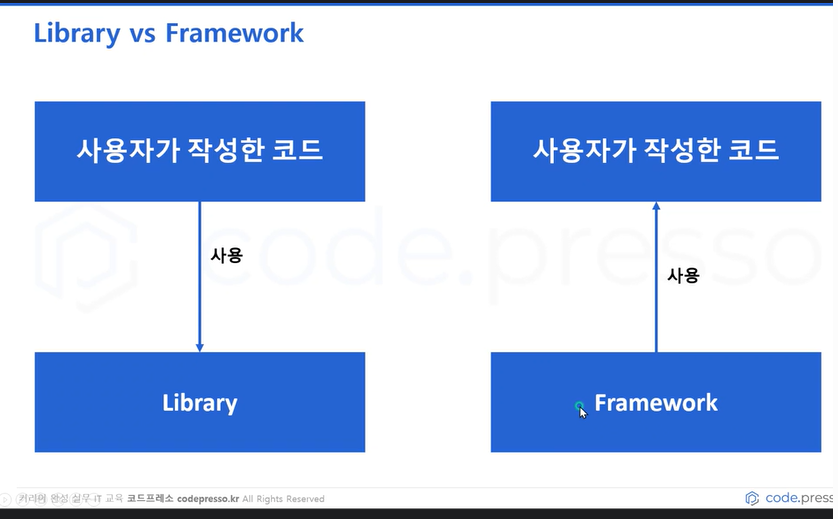 Library vs Framework
사용자가 작성한 코드
사용자가 작성한 코드
code.presso
사용
사용
Library
Framework
커리어 완성 실무 IT 교육 코드프레소 codepresso.kr All Rights Reserved
code.press